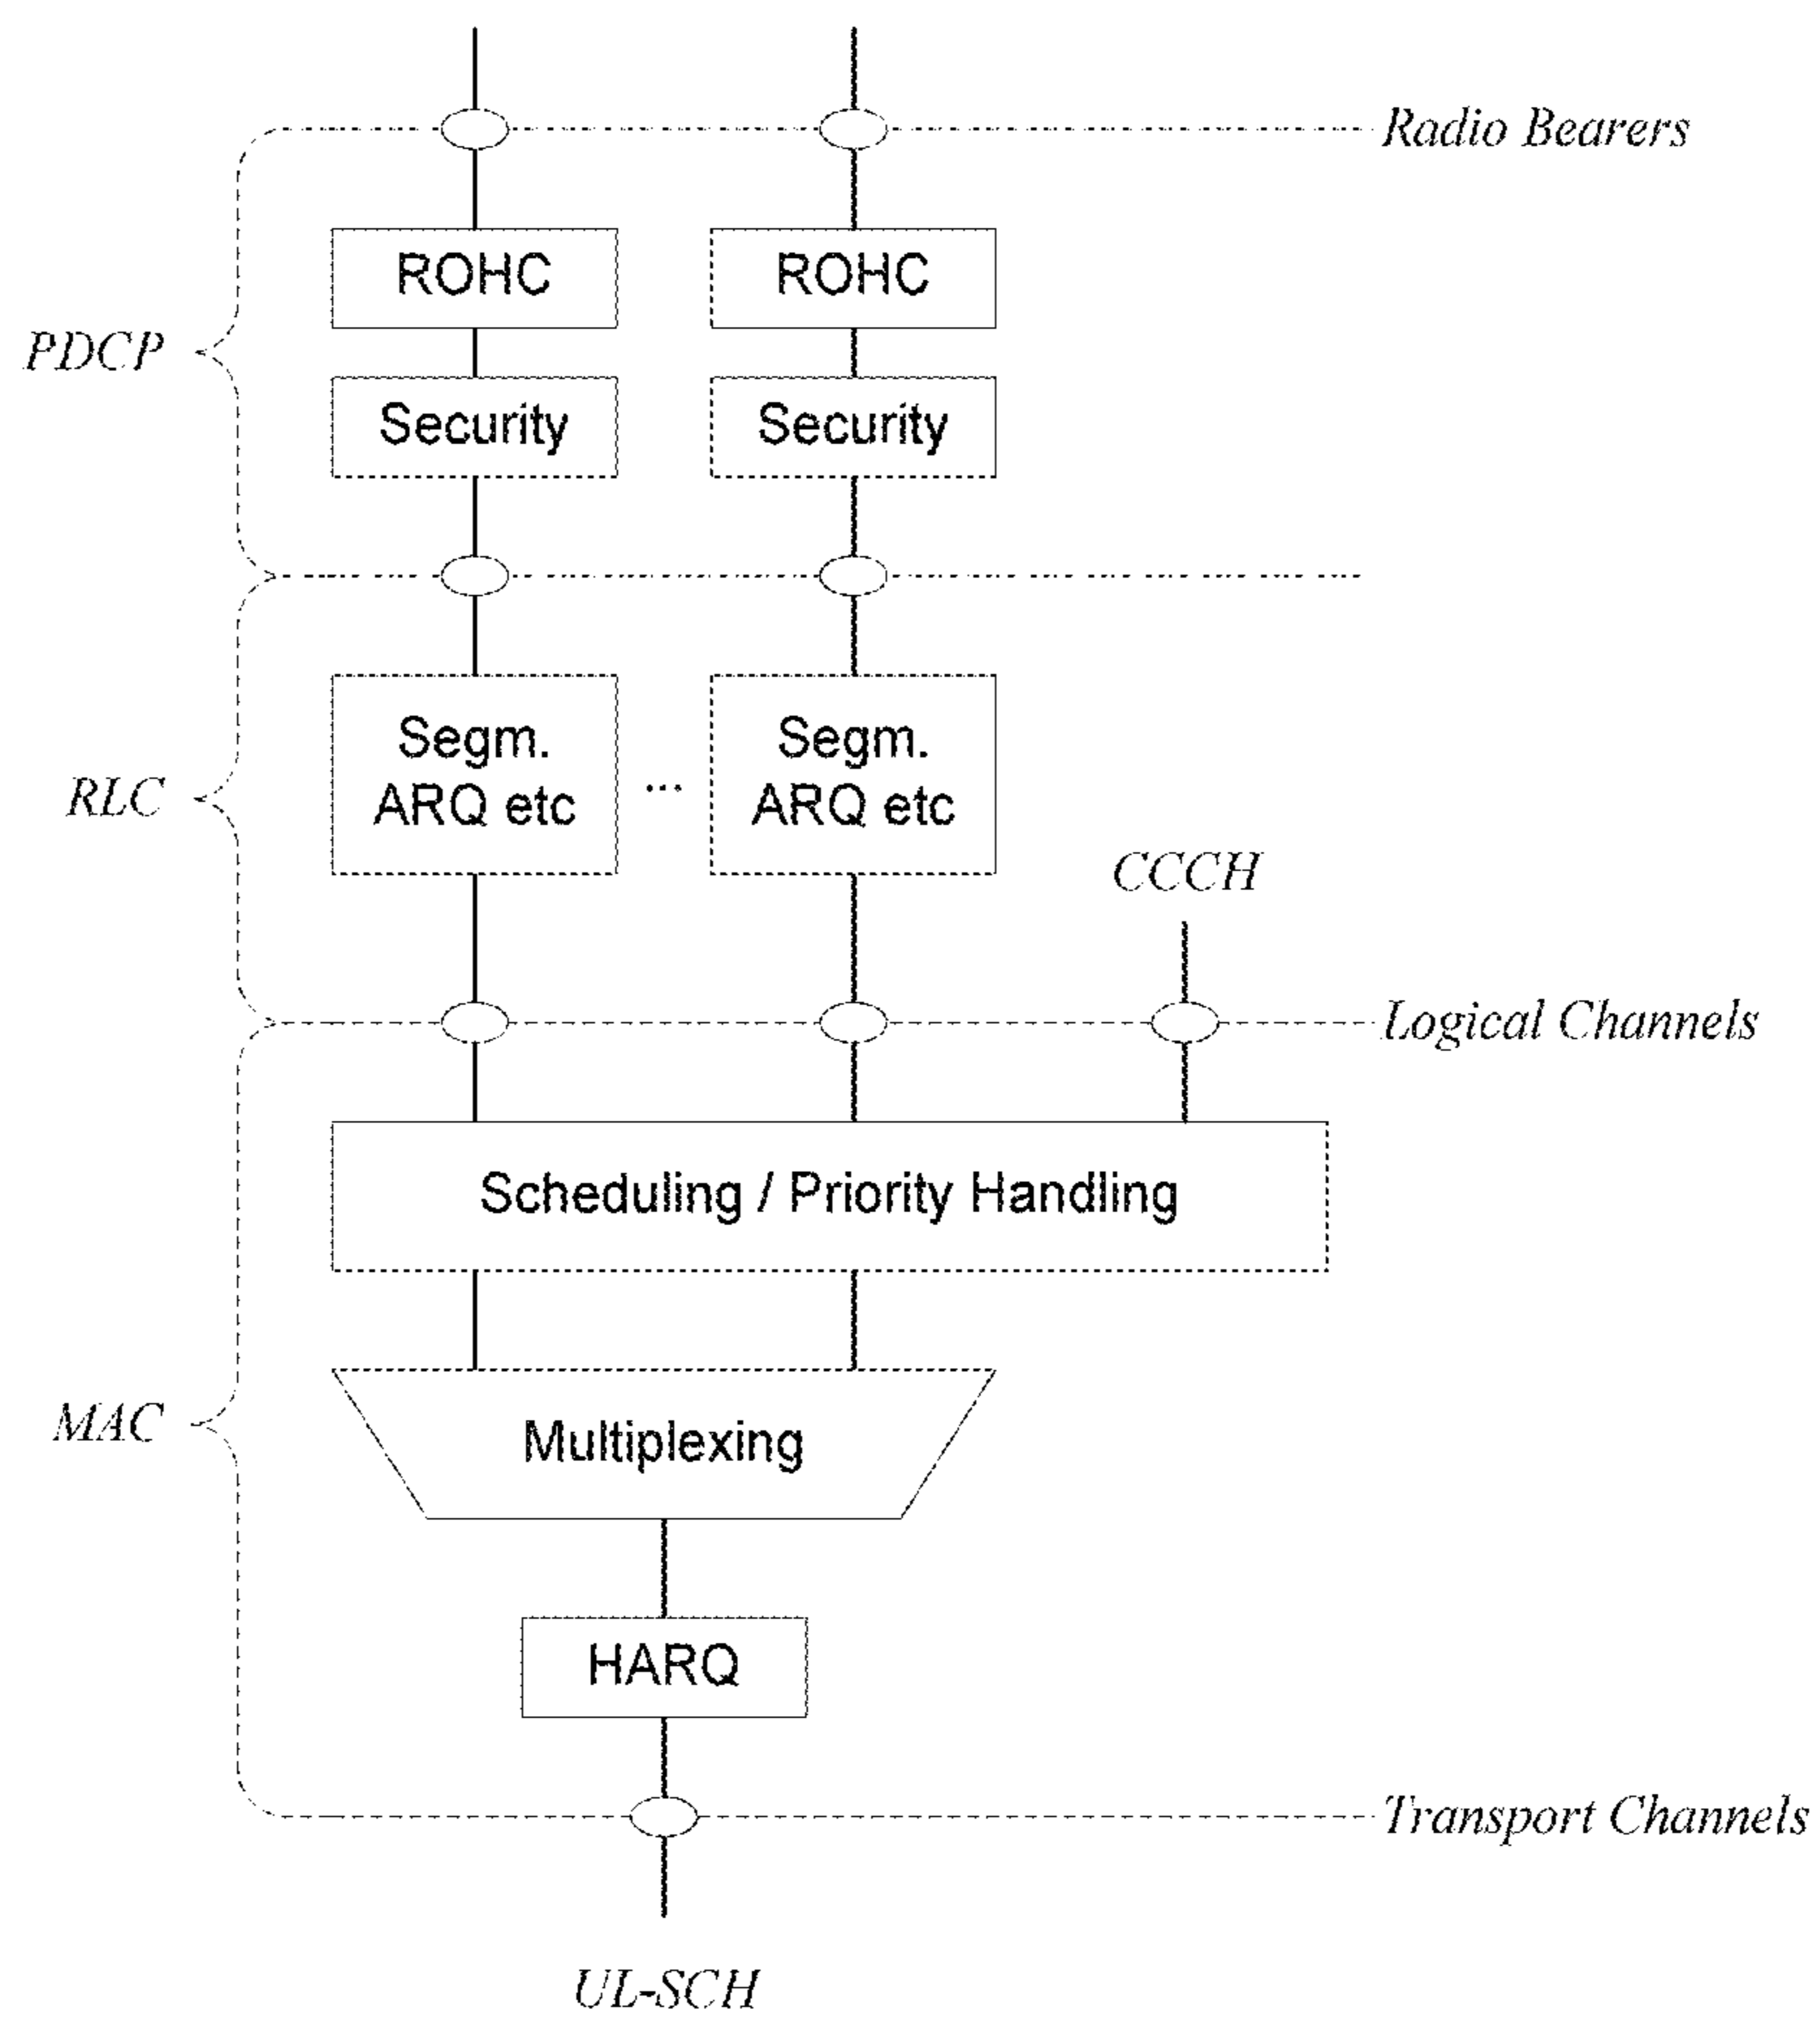 Radio Bearers
ROHC
ROHC
PDCP
Security
Security
Segm.
ARQ etc
...
Segm.
ARQ etc
RLC
CCCH
Logical Channels
Scheduling / Priority Handling
MAC
Multiplexing
HARQ
Transport Channels
UL-SCH